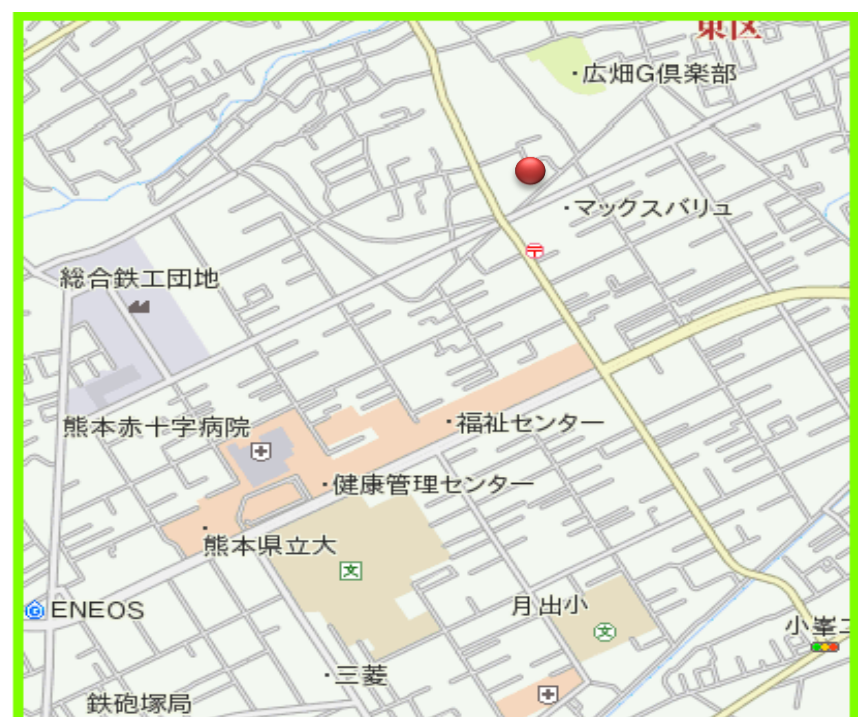 東区
広畑G倶楽部
マックスバリュ
総合鉄工団地
熊本赤十字病院
福祉センター
健康管理センター
熊本県立大
月出小
ENEOS
小峯
三菱
鉄砲塚局